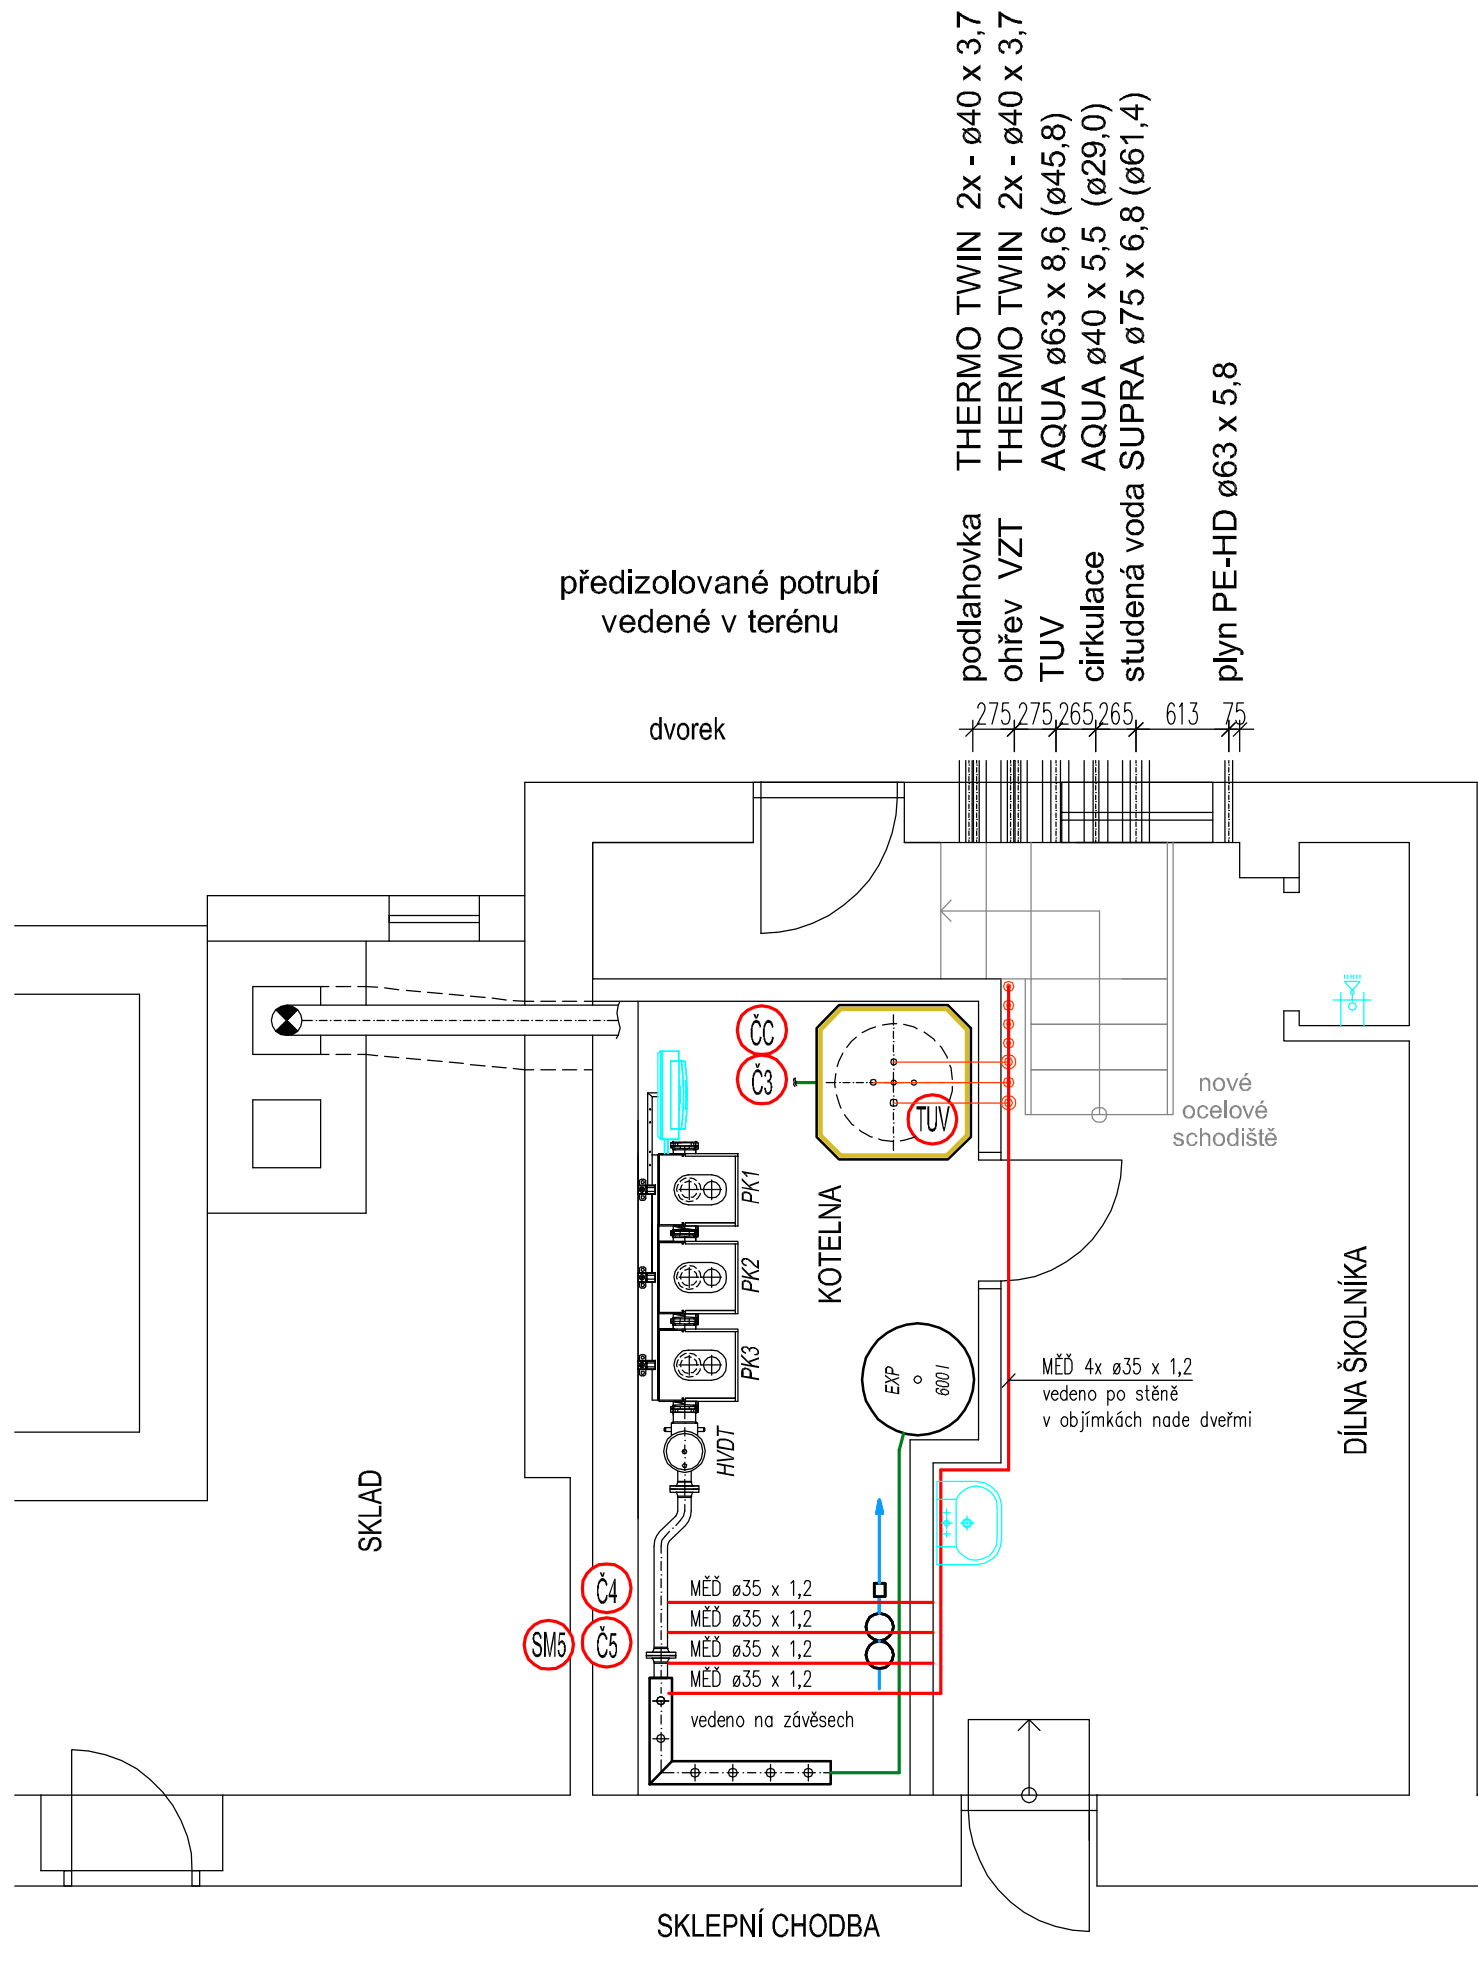 podlahovka THERMO TWIN 2x - ø40 x 3,7
ohřev VZT THERMO TWIN 2x - ø40 x 3,7
TUV AQUA ø63 x 8,6 (ø45,8)
cirkulace AQUA ø40 x 5,5 (ø29,0)
studená voda SUPRA ø75 x 6,8 (ø61,4)
plyn PE-HD ø63 x 5,8
předizolované potrubí
vedené v terénu
dvorek
275 275 265 265 613 75
ČC
Č3
TUV
nové
ocelové
schodiště
PK1
PK2
PK3
HVDT
KOTELNA
EXP
600 l
MĚĎ 4x ø35 x 1,2
vedeno po stěně
v objímkách nade dveřmi
DÍLNA ŠKOLNÍKA
SKLAD
Č4
SM5
Č5
MĚĎ ø35 x 1,2
MĚĎ ø35 x 1,2
MĚĎ ø35 x 1,2
MĚĎ ø35 x 1,2
vedeno na závěsech
SKLEPNÍ CHODBA